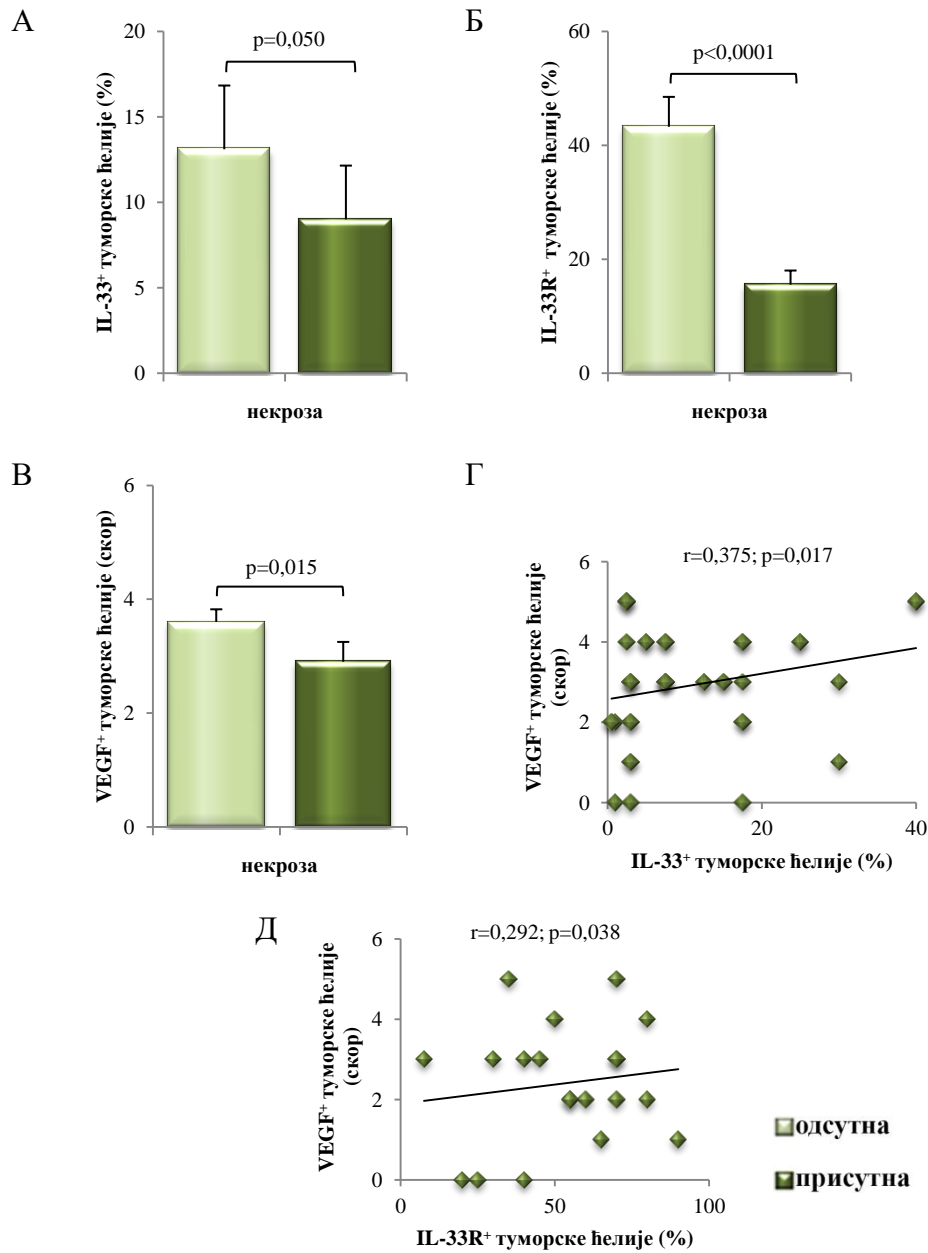 А
IL-33⁺ туморске ћелије (%)
20
15
10
5
0
p=0,050
некроза
Б
IL-33R⁺ туморске ћелије (%)
60
40
20
0
p<0,0001
некроза
В
VEGF⁺ туморске ћелије (скор)
6
4
2
0
p=0,015
некроза
Г
VEGF⁺ туморске ћелије
(скор)
r=0,375; p=0,017
6
4
2
0
0 20 40
IL-33⁺ туморске ћелије (%)
Д
VEGF⁺ туморске ћелије
(скор)
r=0,292; p=0,038
6
4
2
0
0 50 100
IL-33R⁺ туморске ћелије (%)
одсутна
присутна